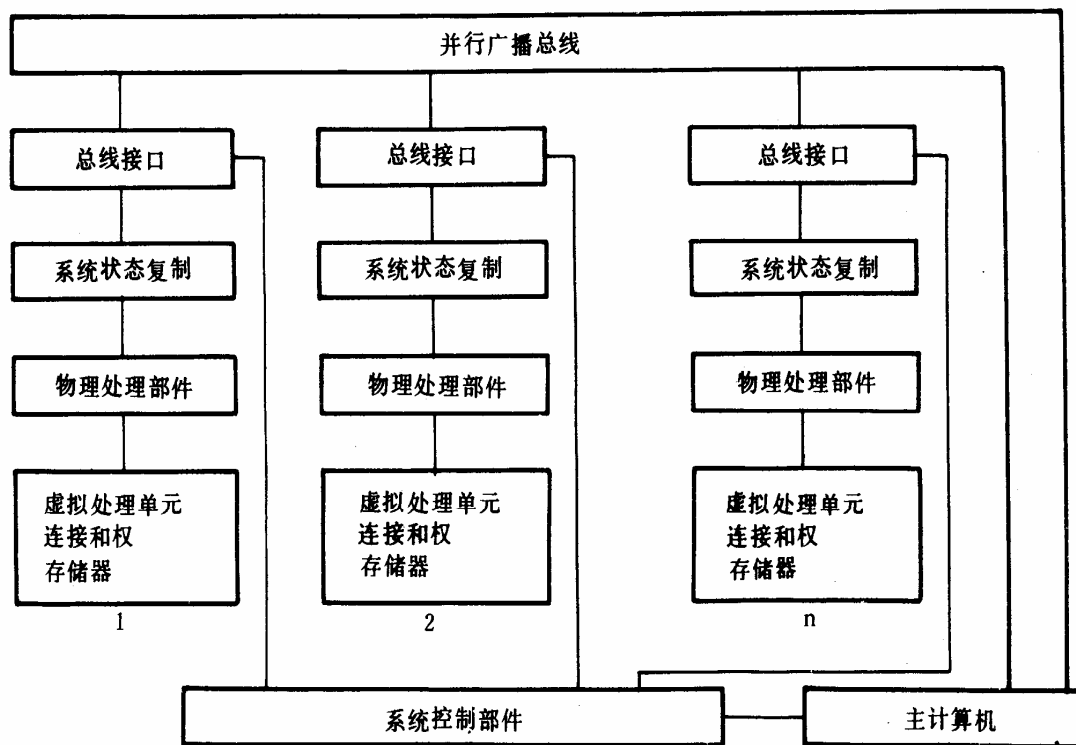 并行广播总线
总线接口
总线接口
总线接口
系统状态复制
系统状态复制
系统状态复制
物理处理部件
物理处理部件
物理处理部件
虚拟处理单元
连接和权
存储器
虚拟处理单元
连接和权
存储器
虚拟处理单元
连接和权
存储器
1
2
n
系统控制部件
主计算机